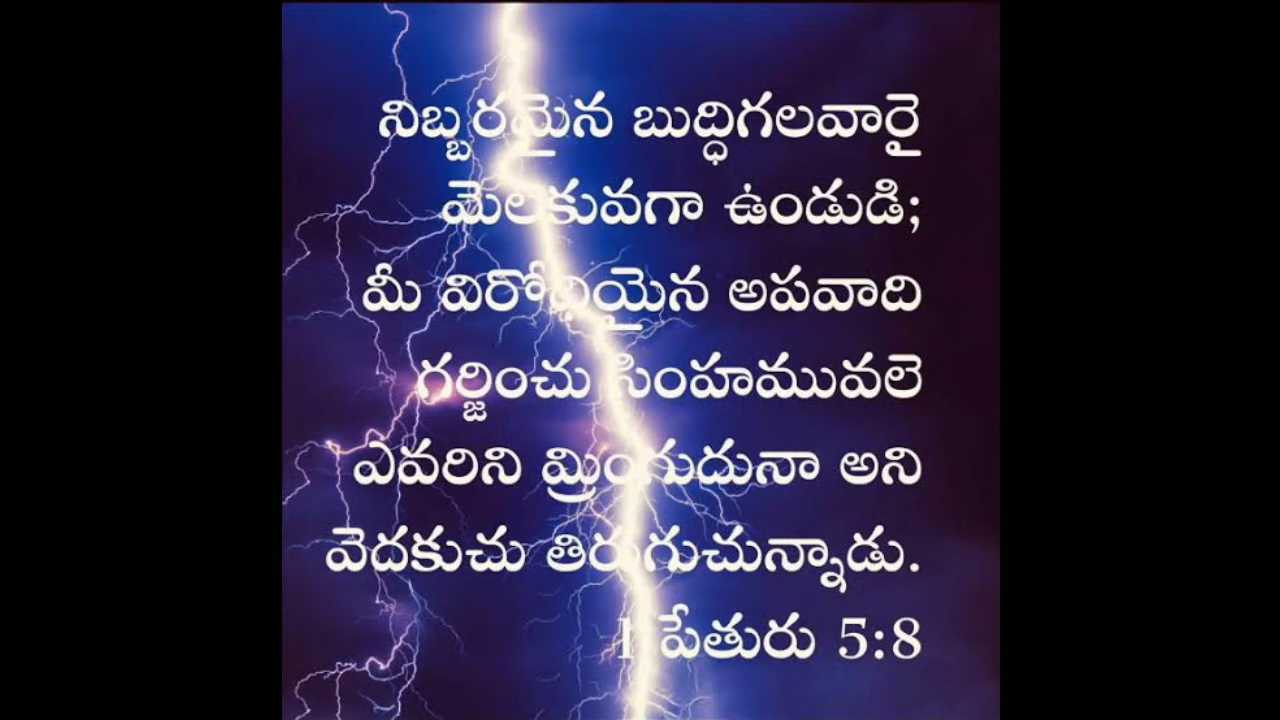 నిబ్బరమైన బుద్ధిగలవారై
మెలకువగా ఉండుడి;
మీ విరోధియైన అపవాది
గర్జించు సింహమువలె
ఎవరిని మ్రింగుదునా అని
వెదకుచు తిరుగుచున్నాడు.
1 పేతురు 5:8